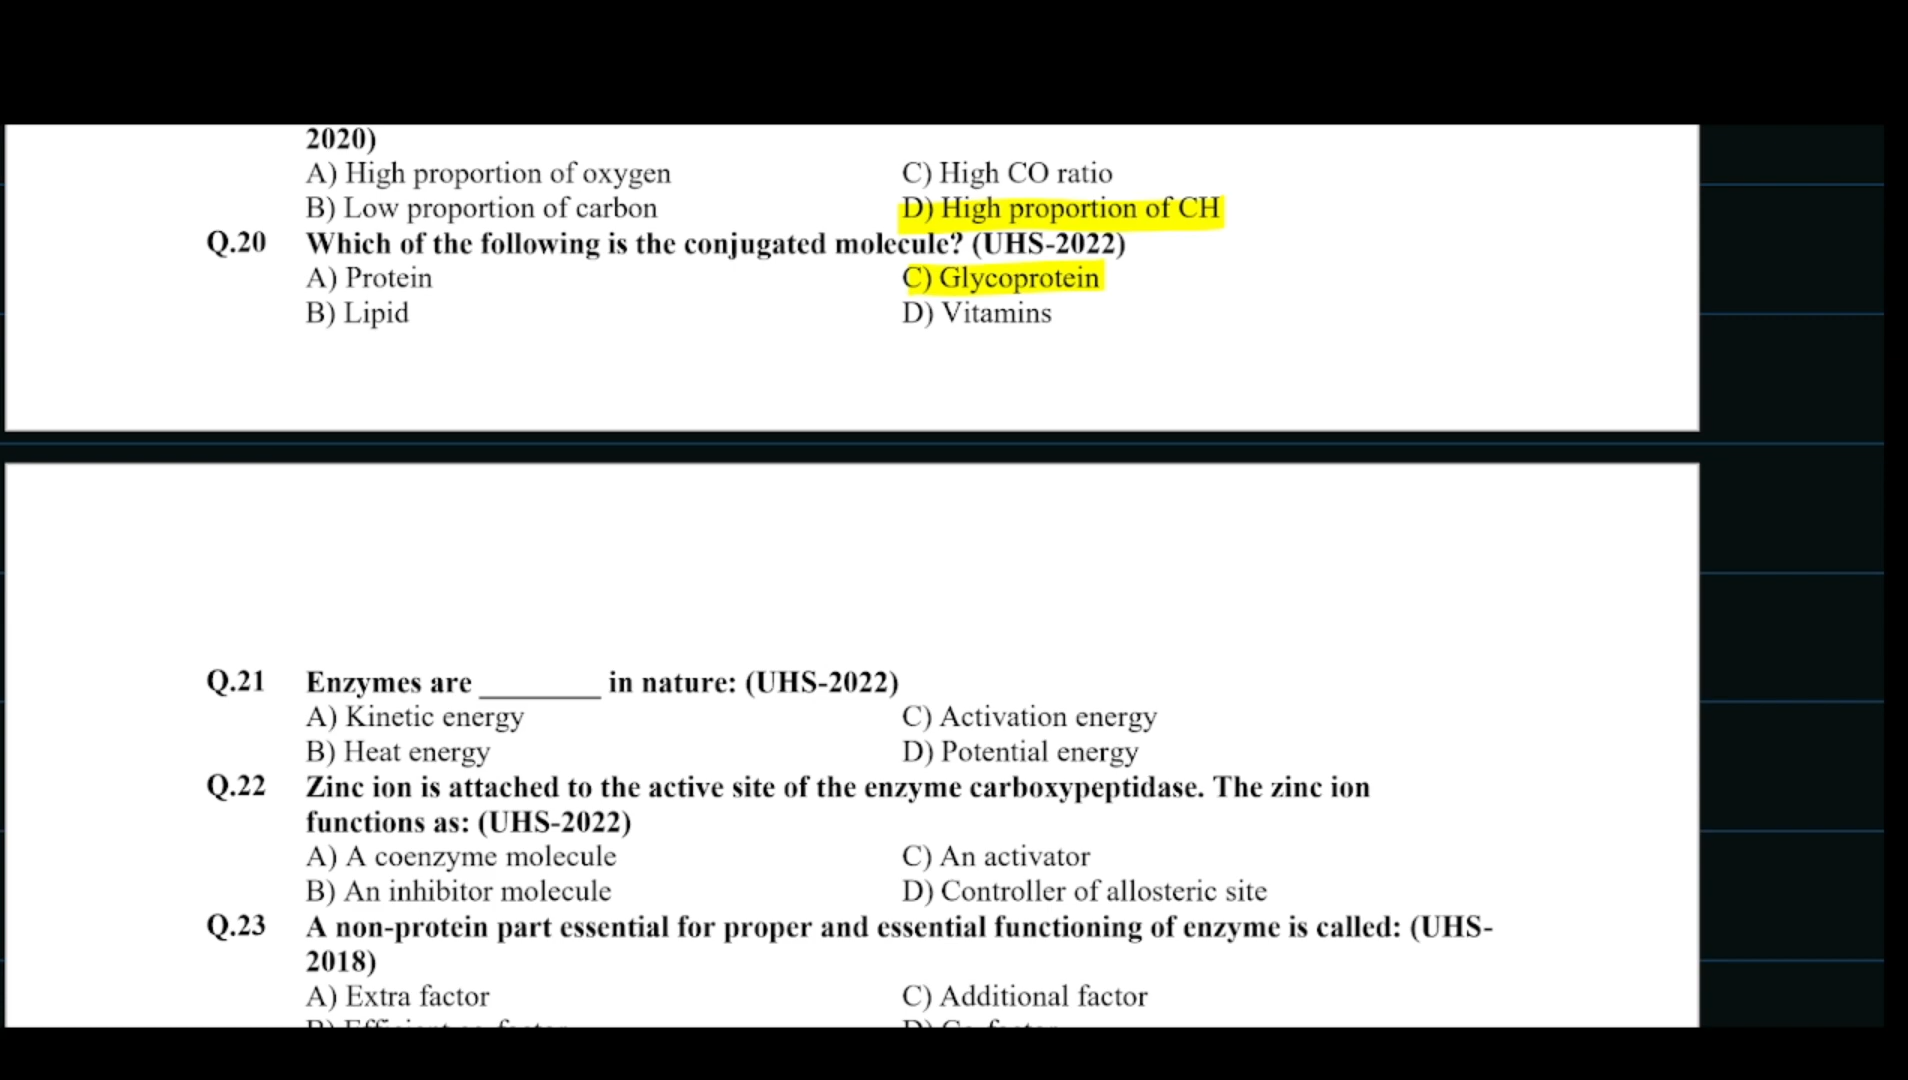 2020)
A) High proportion of oxygen C) High CO ratio
B) Low proportion of carbon D) High proportion of CH
Q.20 Which of the following is the conjugated molecule? (UHS-2022)
A) Protein C) Glycoprotein
B) Lipid D) Vitamins
Q.21 Enzymes are ________ in nature: (UHS-2022)
A) Kinetic energy C) Activation energy
B) Heat energy D) Potential energy
Q.22 Zinc ion is attached to the active site of the enzyme carboxypeptidase. The zinc ion
functions as: (UHS-2022)
A) A coenzyme molecule C) An activator
B) An inhibitor molecule D) Controller of allosteric site
Q.23 A non-protein part essential for proper and essential functioning of enzyme is called: (UHS-
2018)
A) Extra factor C) Additional factor